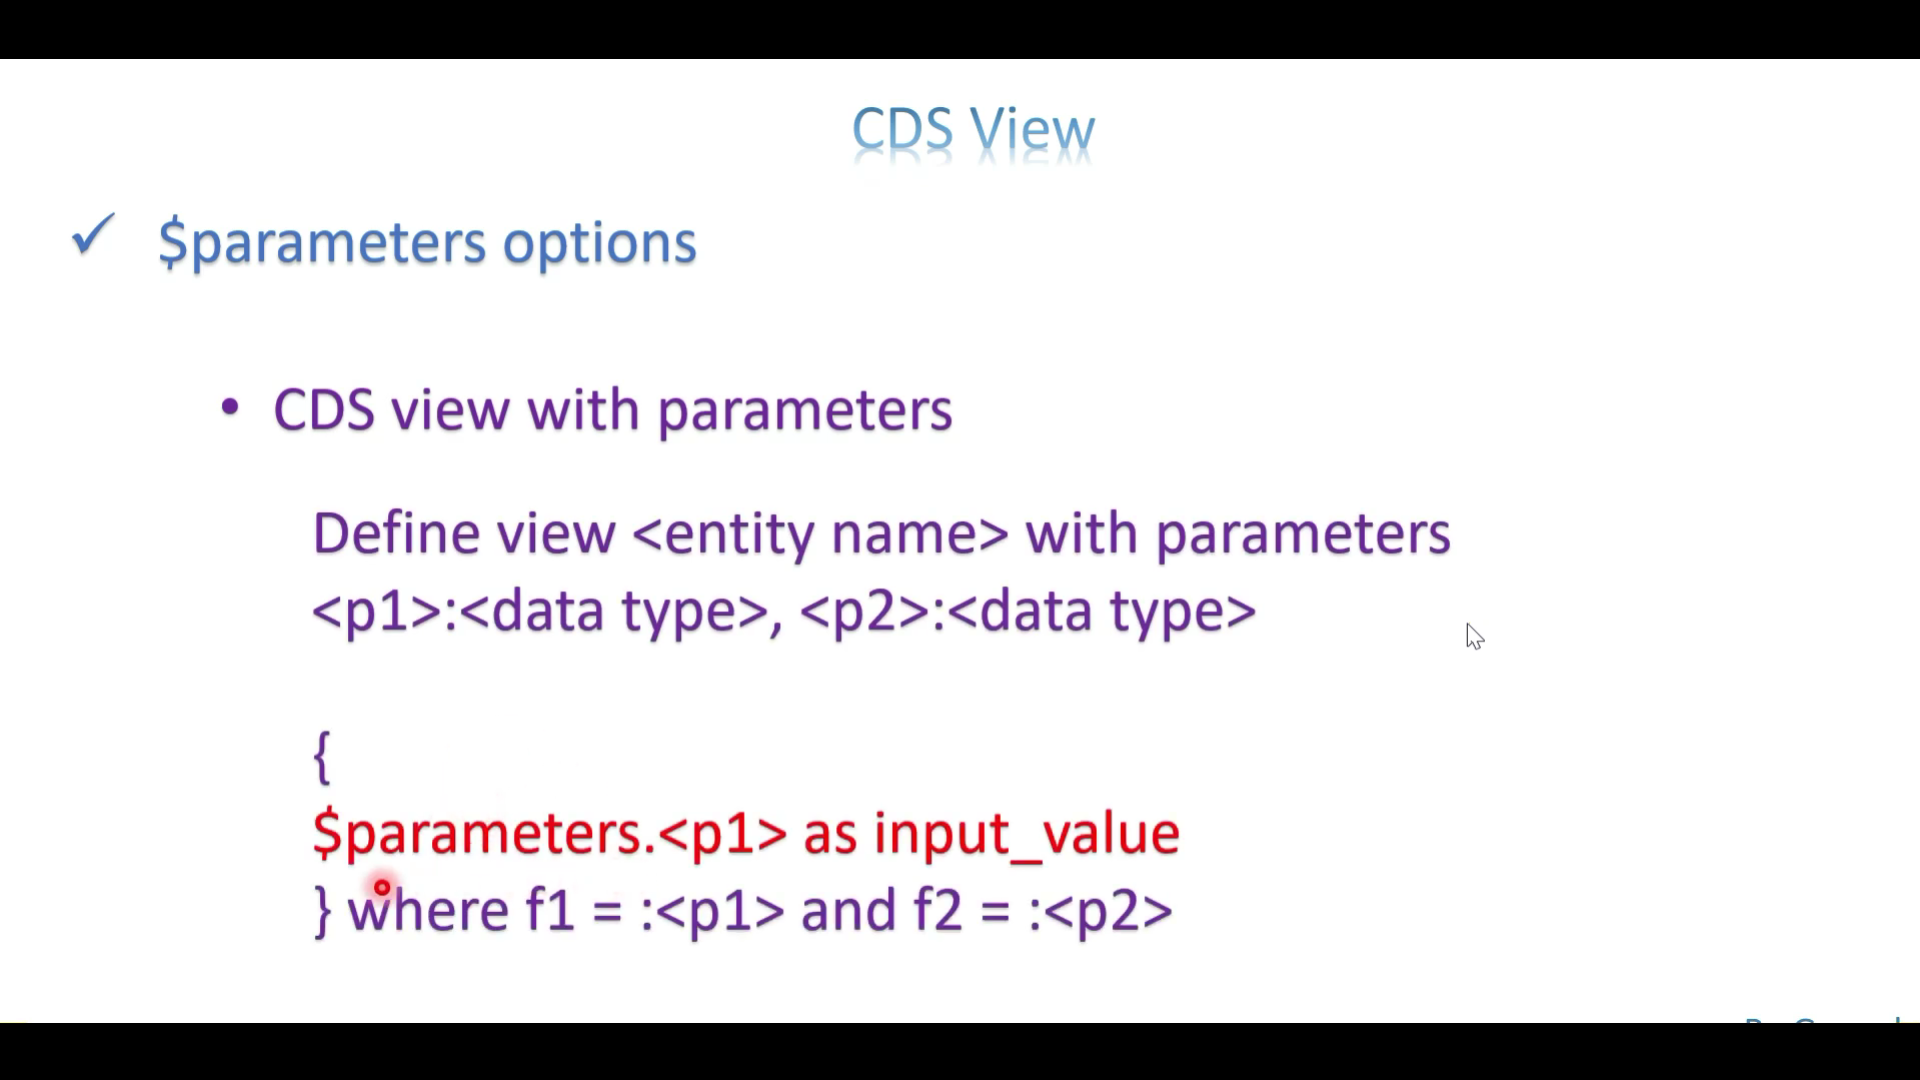 CDS View
✓ $parameters options
• CDS view with parameters
Define view <entity name> with parameters
<p1>:<data type>, <p2>:<data type>
{
$parameters.<p1> as input_value
} where f1 = :<p1> and f2 = :<p2>